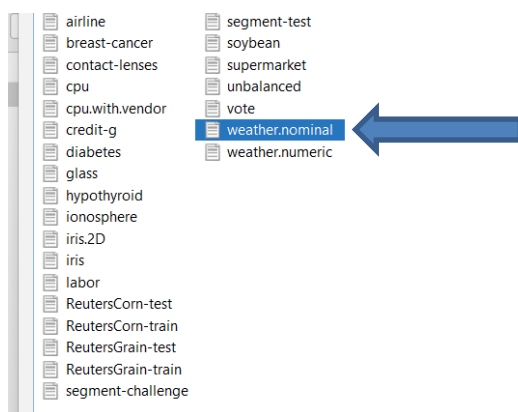 airline
breast-cancer
contact-lenses
cpu
cpu.with.vendor
credit-g
diabetes
glass
hypothyroid
ionosphere
iris.2D
iris
labor
ReutersCorn-test
ReutersCorn-train
ReutersGrain-test
ReutersGrain-train
segment-challenge
segment-test
soybean
supermarket
unbalanced
vote
weather.nominal
weather.numeric